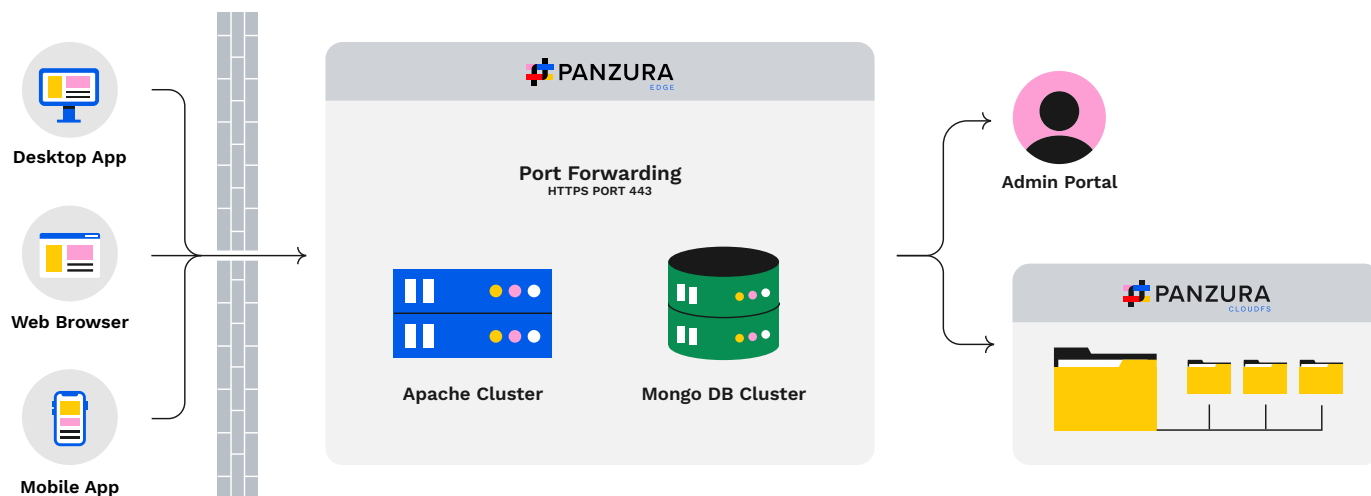 Desktop App
Web Browser
Mobile App
PANZURA
EDGE
Port Forwarding
HTTPS PORT 443
Apache Cluster
Mongo DB Cluster
Admin Portal
PANZURA
CLOUDFS